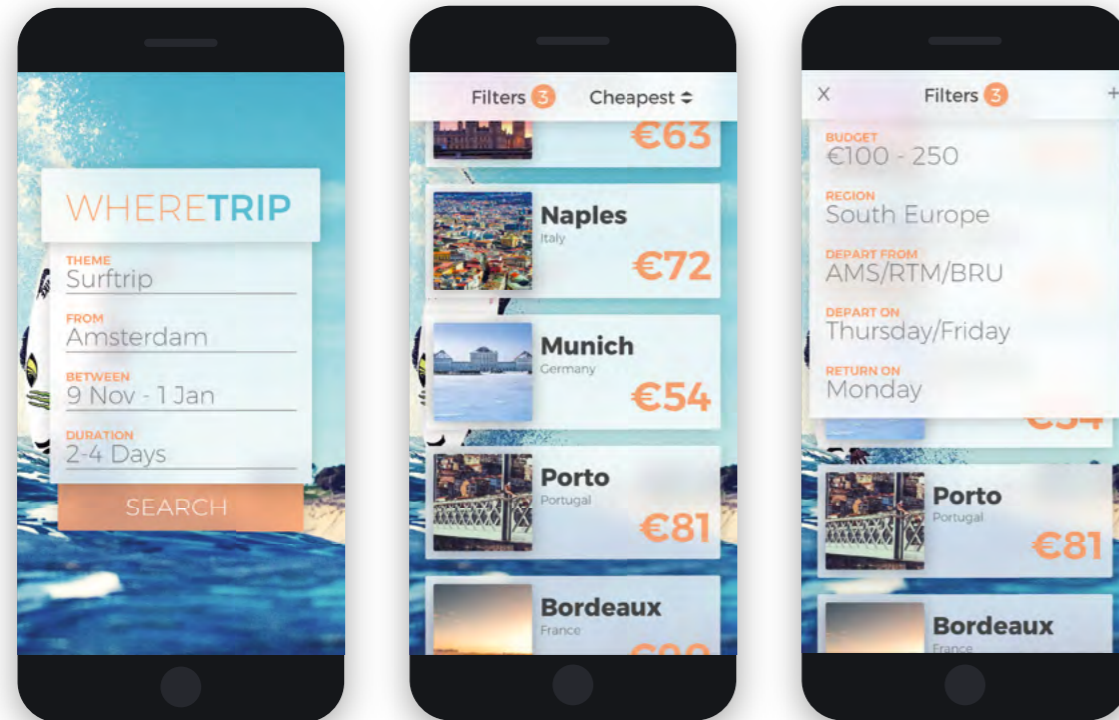 WHERETRIP
THEME
Surftrip
FROM
Amsterdam
BETWEEN
9 Nov - 1 Jan
DURATION
2-4 Days
SEARCH
Filters 3 Cheapest
€63
Naples
Italy
€72
Munich
Germany
€54
Porto
Portugal
€81
Bordeaux
France
X Filters 3 +
BUDGET
€100 - 250
REGION
South Europe
DEPART FROM
AMS/RTM/BRU
DEPART ON
Thursday/Friday
RETURN ON
Monday
€54
Porto
Portugal
€81
Bordeaux
France